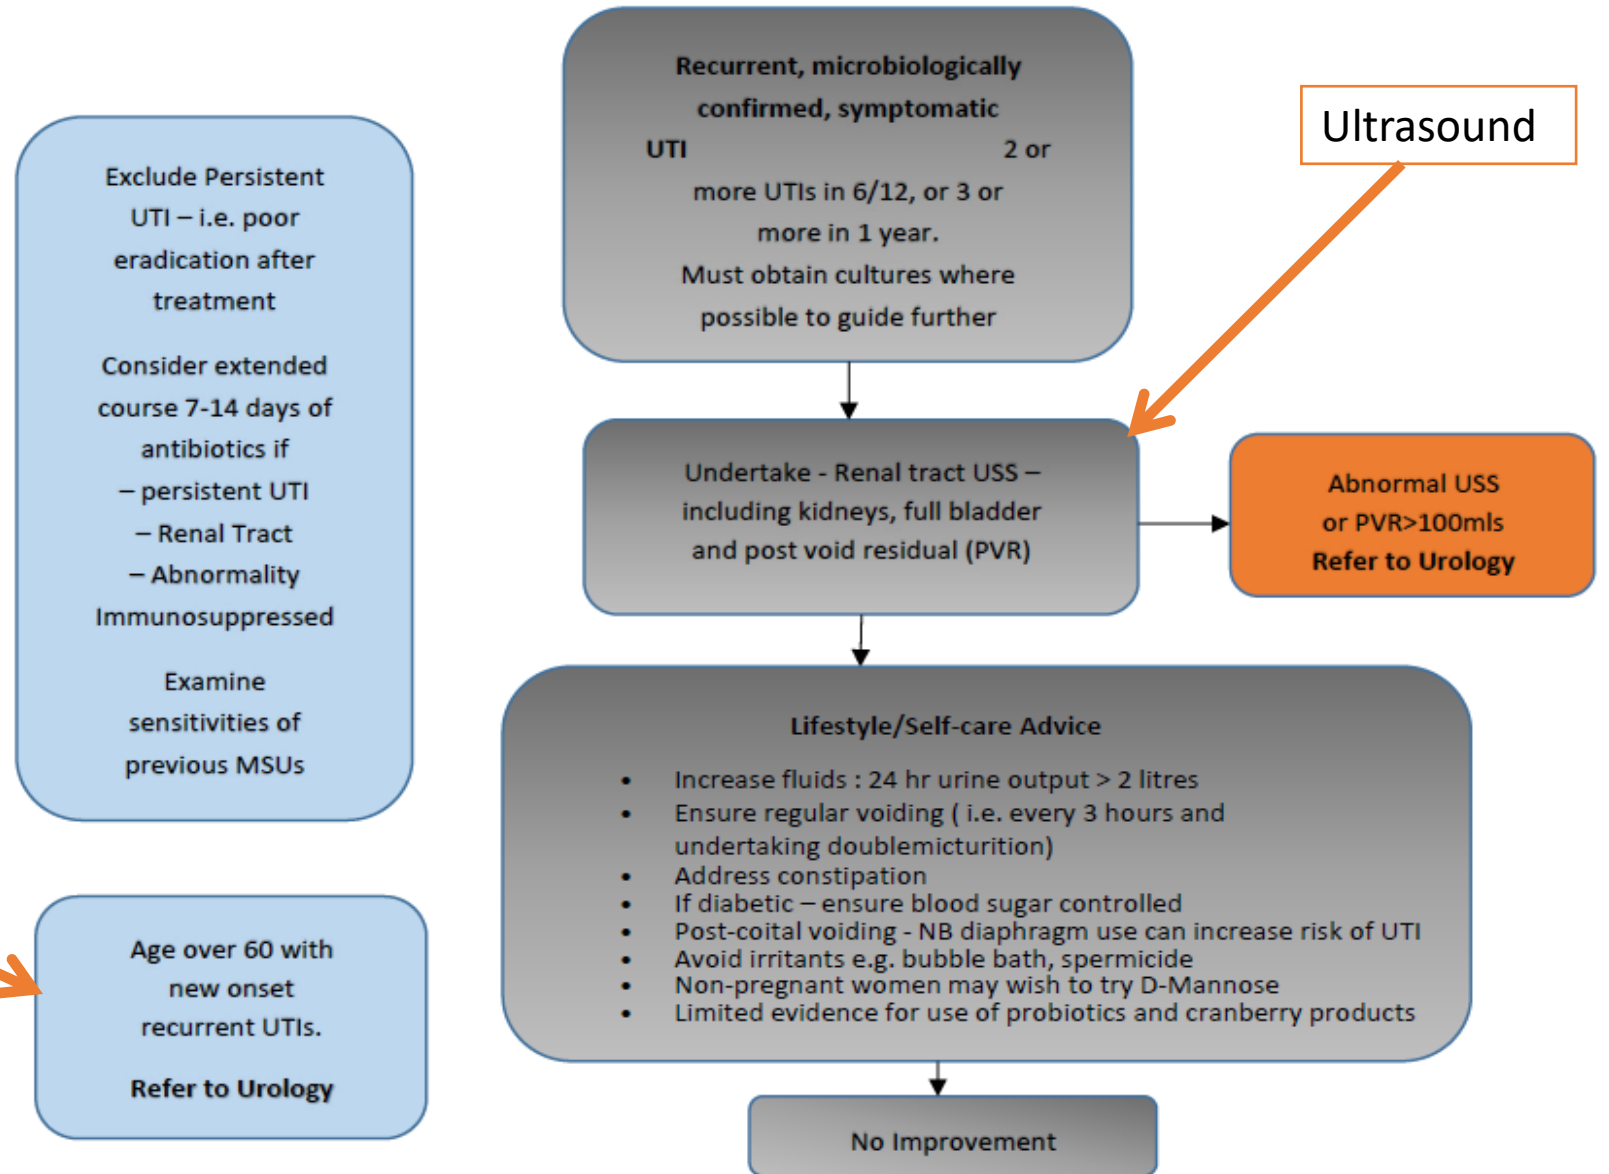 Recurrent, microbiologically
confirmed, symptomatic
UTI 2 or
more UTIs in 6/12, or 3 or
more in 1 year.
Must obtain cultures where
possible to guide further
Ultrasound
Exclude Persistent
UTI – i.e. poor
eradication after
treatment
Consider extended
course 7-14 days of
antibiotics if
– persistent UTI
– Renal Tract
– Abnormality
Immunosuppressed
Examine
sensitivities of
previous MSUs
Undertake - Renal tract USS –
including kidneys, full bladder
and post void residual (PVR)
Abnormal USS
or PVR>100mls
Refer to Urology
Lifestyle/Self-care Advice
• Increase fluids : 24 hr urine output > 2 litres
• Ensure regular voiding ( i.e. every 3 hours and
undertaking doublemicturition)
• Address constipation
• If diabetic – ensure blood sugar controlled
• Post-coital voiding - NB diaphragm use can increase risk of UTI
• Avoid irritants e.g. bubble bath, spermicide
• Non-pregnant women may wish to try D-Mannose
• Limited evidence for use of probiotics and cranberry products
Age over 60 with
new onset
recurrent UTIs.
Refer to Urology
No Improvement